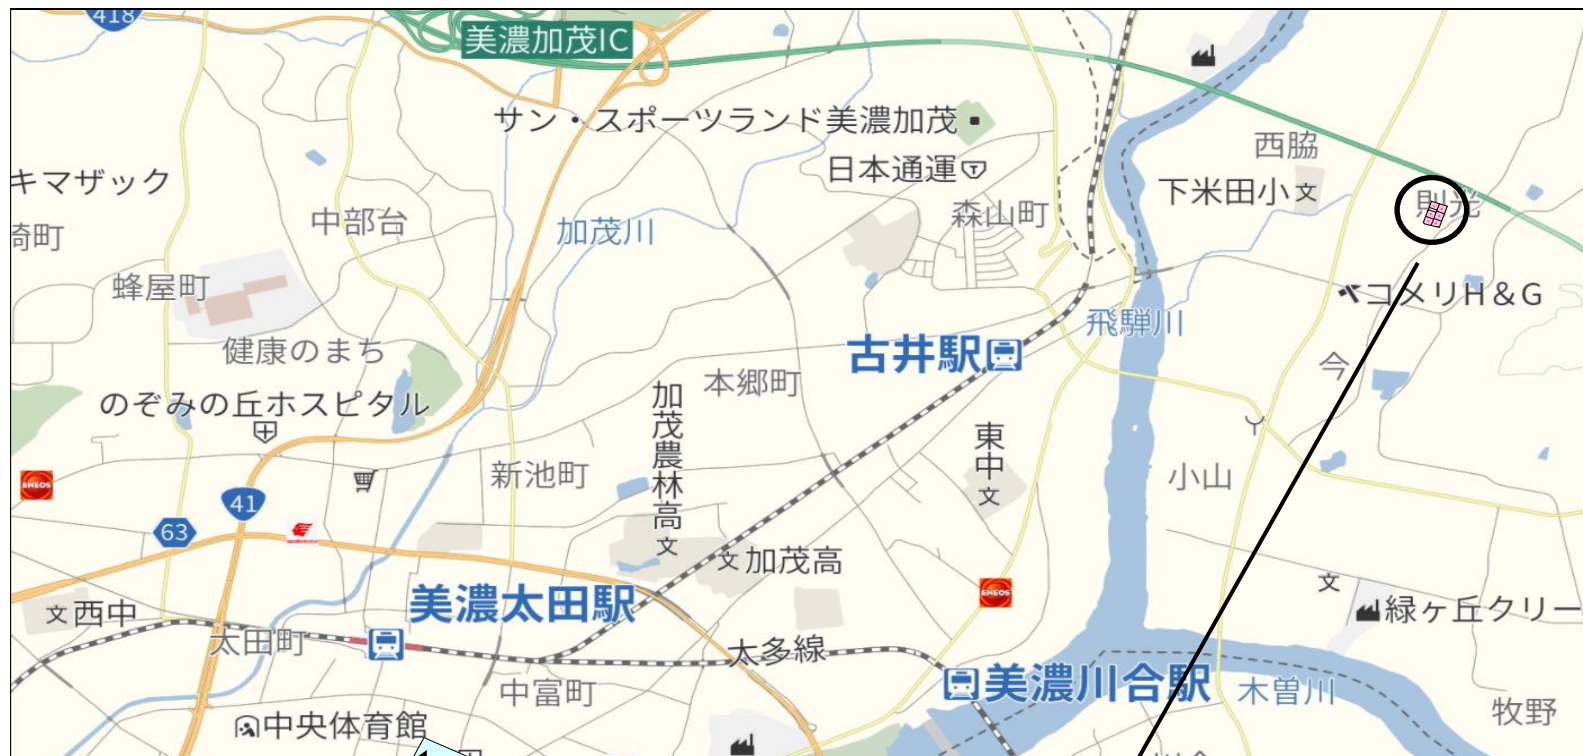 418
美濃加茂IC
サン・スポーツランド美濃加茂
日本通運
西脇
下米田小
則光
キマザック
中部台
加茂川
森山町
崎町
蜂屋町
コメリH&G
飛騨川
健康のまち
古井駅
今
のぞみの丘ホスピタル
本郷町
加茂農林高
東中
新池町
小山
ENEOS
41
63
加茂高
ENEOS
美濃太田駅
西中
緑ヶ丘クリー
太田町
太多線
美濃川合駅
木曽川
中富町
牧野
中央体育館